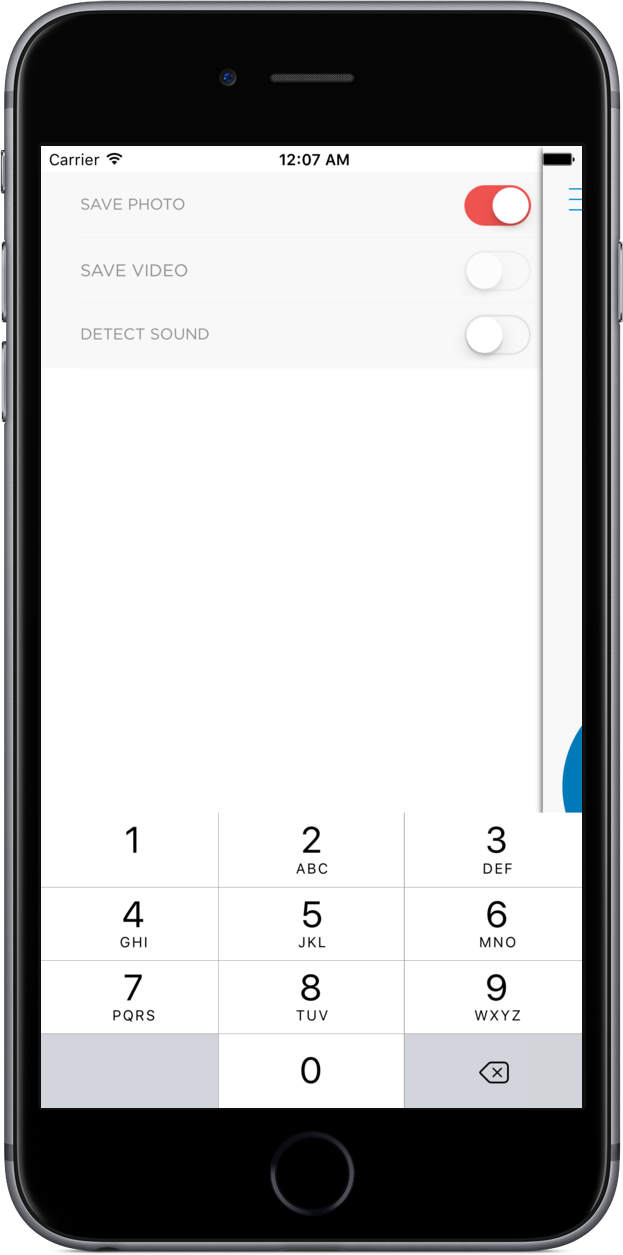 Carrier 12:07 AM
SAVE PHOTO
SAVE VIDEO
DETECT SOUND
1 2 3
ABC DEF
4 5 6
GHI JKL MNO
7 8 9
PQRS TUV WXYZ
0